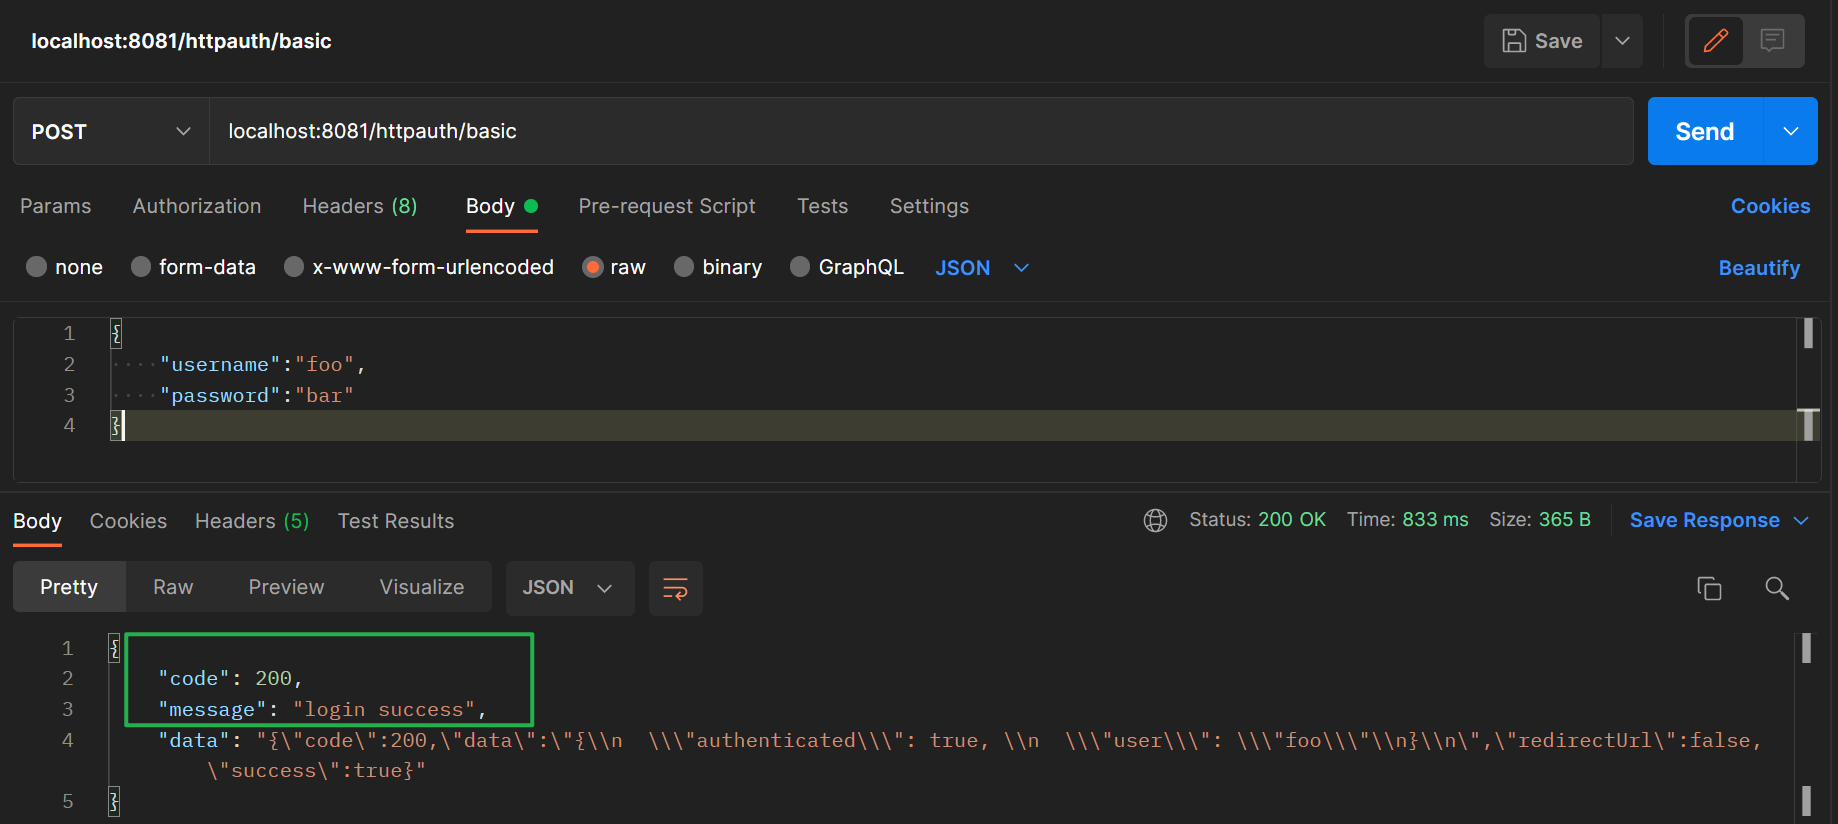 localhost:8081/httpauth/basic
Save
POST
localhost:8081/httpauth/basic
Send
Params Authorization Headers (8) Body Pre-request Script Tests Settings Cookies
none form-data x-www-form-urlencoded raw binary GraphQL JSON Beautify
1 {
2 "username":"foo",
3 "password":"bar"
4 }
Body Cookies Headers (5) Test Results Status: 200 OK Time: 833 ms Size: 365 B Save Response
Pretty Raw Preview Visualize JSON
1 {
2 "code": 200,
3 "message": "login success",
4 "data": "{\"code\":200,\"data\":\"{\\n  \\\"authenticated\\\": true, \\n  \\\"user\\\": \\\"foo\\\"\\n}\\n\",\"redirectUrl\":false,
\"success\":true}"
5 }